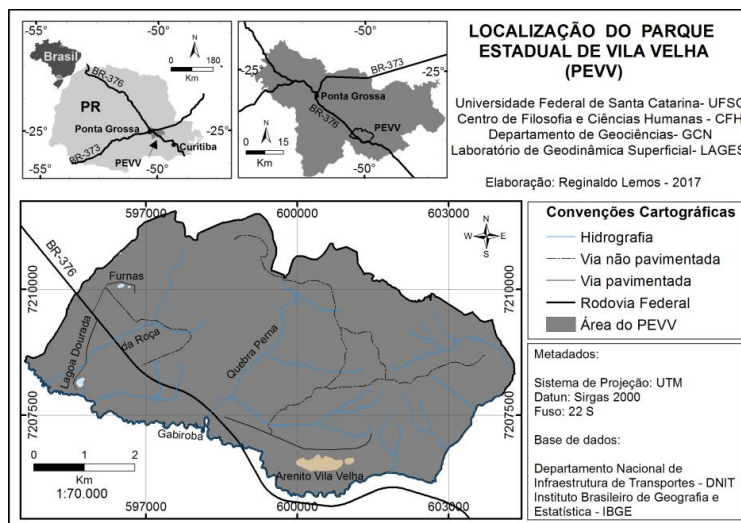 -55°
-50°
Brasil
BR-376
N
0 180
Km
PR
-25°
Ponta Grossa
-25°
-25°
Curitiba
BR-373
PEVV
-55°
-50°
-50°
N
BR-373
-25°
Ponta Grossa
BR-376
PEVV
0 15
Km
-25°
-50°
LOCALIZAÇÃO DO PARQUE
ESTADUAL DE VILA VELHA
(PEVV)
Universidade Federal de Santa Catarina- UFSC
Centro de Filosofia e Ciências Humanas - CFH
Departamento de Geociências- GCN
Laboratório de Geodinâmica Superficial- LAGES
Elaboração: Reginaldo Lemos - 2017
597000 600000 603000
BR-376
N
W E
S
7210000
7210000
Furnas
da Roça
Lagoa Dourada
Quebra Perna
7207500
7207500
Gabiroba
Arenito Vila Velha
0 1 2
Km
1:70.000
597000 600000 603000
Convenções Cartográficas
Hidrografia
Via não pavimentada
Via pavimentada
Rodovia Federal
Área do PEVV
Metadados:
Sistema de Projeção: UTM
Datun: Sirgas 2000
Fuso: 22 S
Base de dados:
Departamento Nacional de
Infraestrutura de Transportes - DNIT
Instituto Brasileiro de Geografia e
Estatística - IBGE